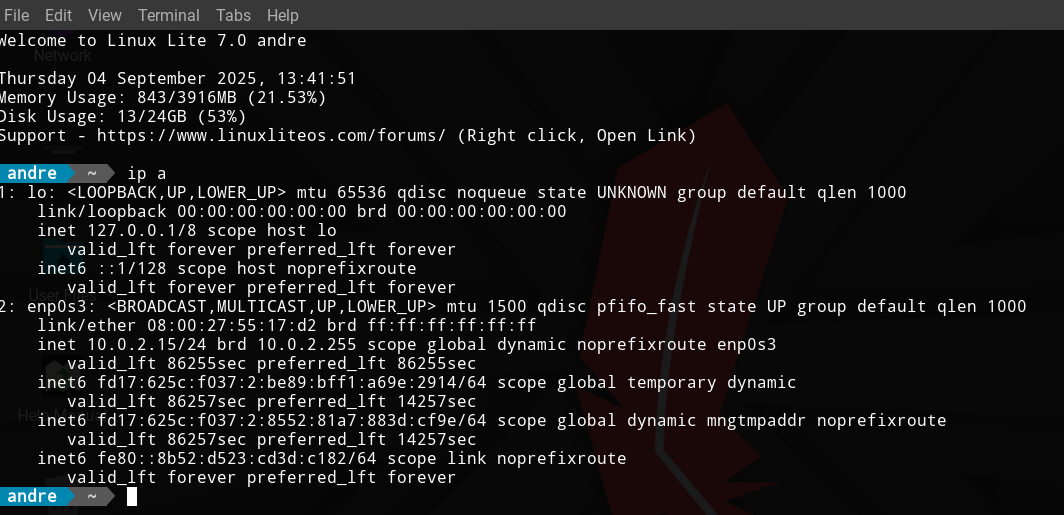 File Edit View Terminal Tabs Help
Welcome to Linux Lite 7.0 andre
Network
Thursday 04 September 2025, 13:41:51
Memory Usage: 843/3916MB (21.53%)
Disk Usage: 13/24GB (53%)
Support - https://www.linuxliteos.com/forums/ (Right click, Open Link)
andre ~ ip a
1: lo: <LOOPBACK,UP,LOWER_UP> mtu 65536 qdisc noqueue state UNKNOWN group default qlen 1000
link/loopback 00:00:00:00:00:00 brd 00:00:00:00:00:00
inet 127.0.0.1/8 scope host lo
valid_lft forever preferred_lft forever
inet6 ::1/128 scope host noprefixroute
valid_lft forever preferred_lft forever
User Files
2: enp0s3: <BROADCAST,MULTICAST,UP,LOWER_UP> mtu 1500 qdisc pfifo_fast state UP group default qlen 1000
link/ether 08:00:27:55:17:d2 brd ff:ff:ff:ff:ff:ff
inet 10.0.2.15/24 brd 10.0.2.255 scope global dynamic noprefixroute enp0s3
valid_lft 86255sec preferred_lft 86255sec
inet6 fd17:625c:f037:2:be89:bff1:a69e:2914/64 scope global temporary dynamic
valid_lft 86257sec preferred_lft 14257sec
Help Manual
inet6 fd17:625c:f037:2:8552:81a7:883d:cf9e/64 scope global dynamic mngtmpaddr noprefixroute
valid_lft 86257sec preferred_lft 14257sec
inet6 fe80::8b52:d523:cd3d:c182/64 scope link noprefixroute
valid_lft forever preferred_lft forever
andre ~